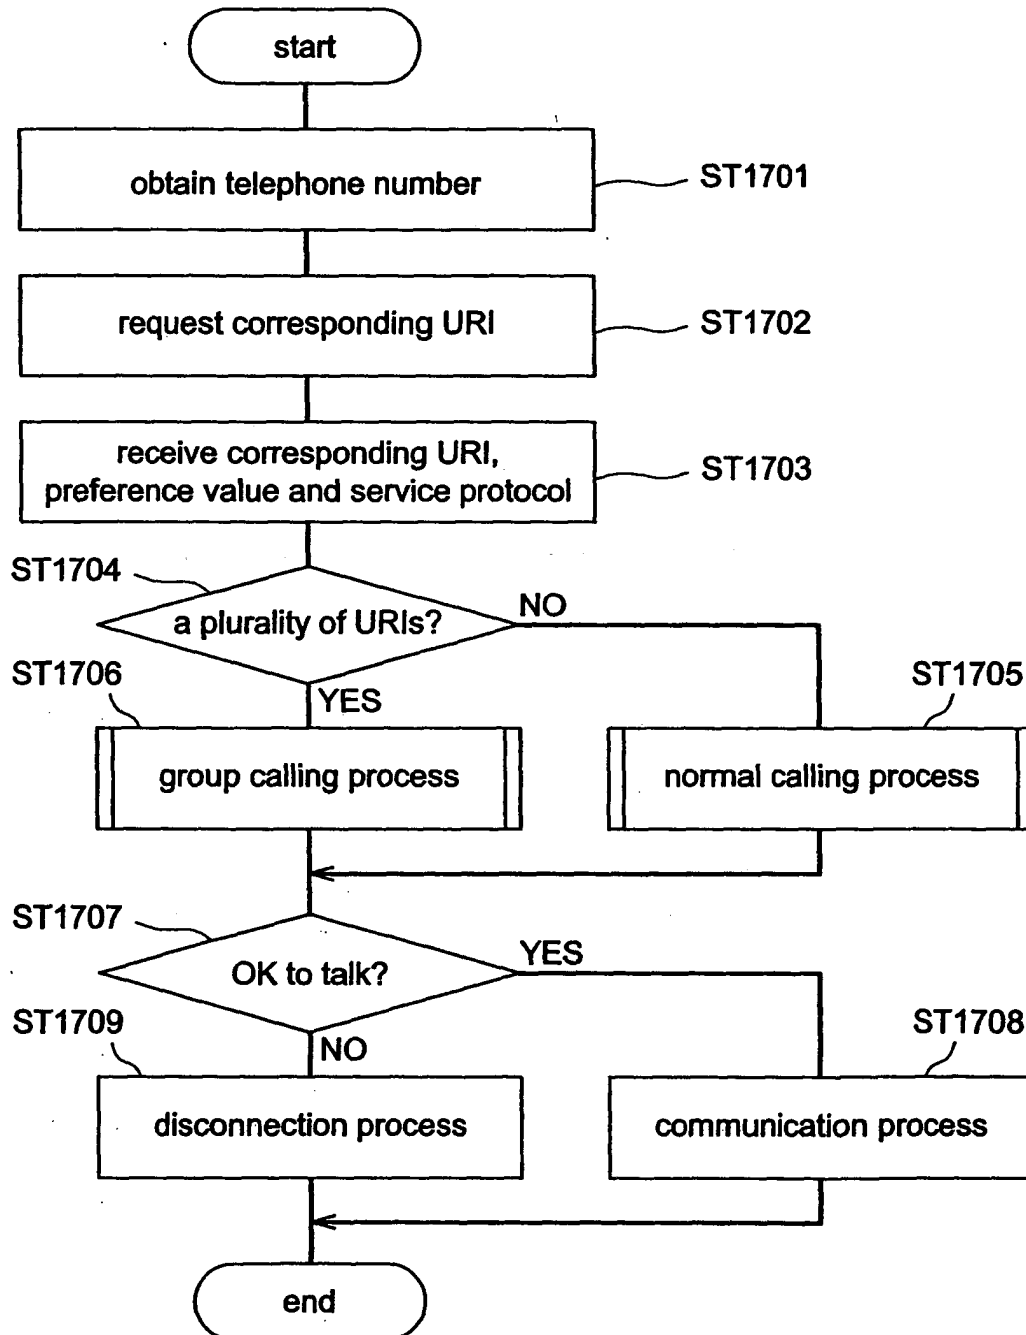 start
obtain telephone number
ST1701
request corresponding URI
ST1702
receive corresponding URI,
preference value and service protocol
ST1703
ST1704
a plurality of URIs?
NO
YES
ST1706
ST1705
group calling process
normal calling process
ST1707
OK to talk?
YES
NO
ST1709
ST1708
disconnection process
communication process
end